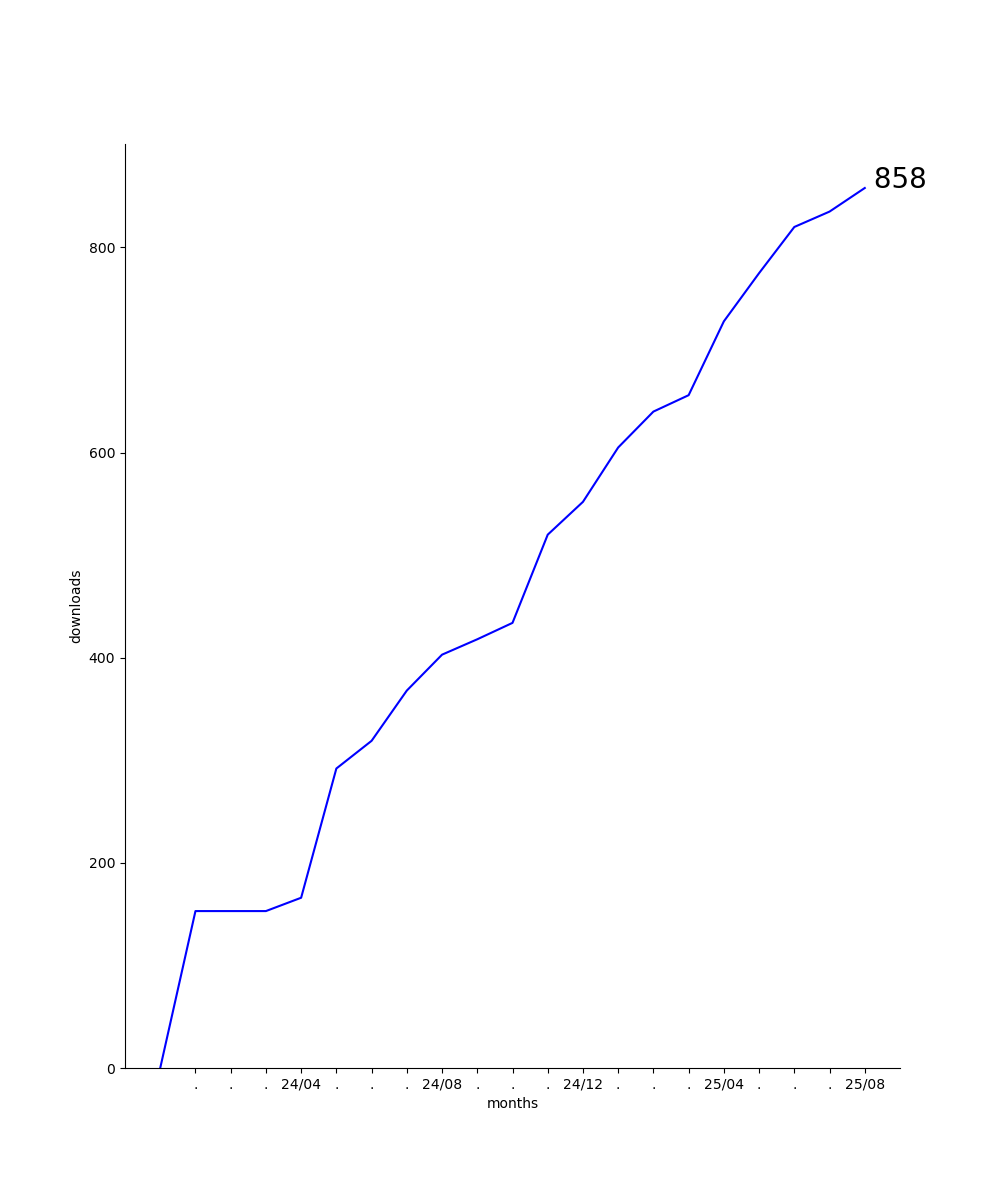 858
800
600
400
200
0
downloads
. . . 24/04 . . . 24/08 . . . 24/12 . . . 25/04 . . . 25/08
months